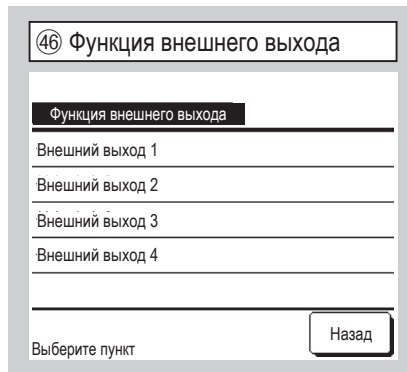 ㊻ Функция внешнего выхода
Функция внешнего выхода
Внешний выход 1
Внешний выход 2
Внешний выход 3
Внешний выход 4
Выберите пункт
Назад